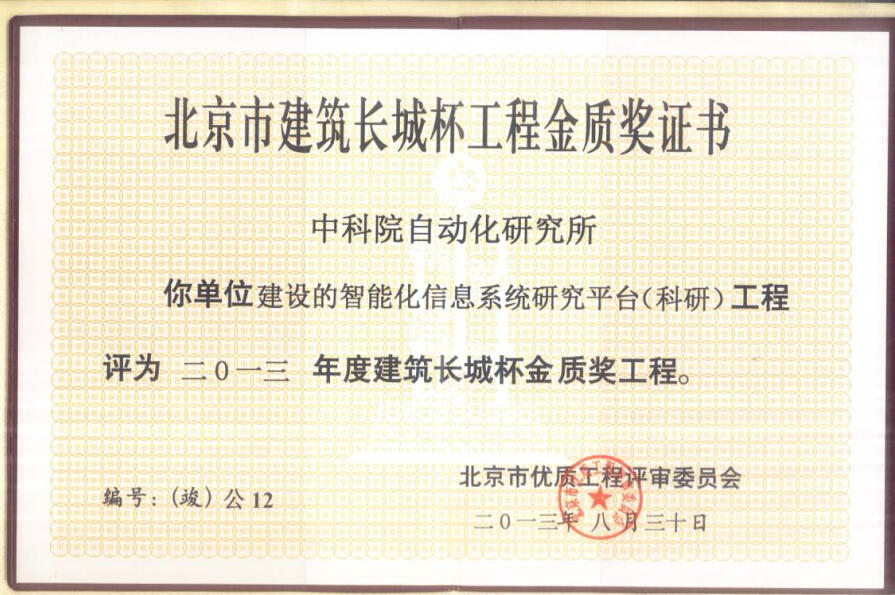 北京市建筑长城杯工程金质奖证书
中科院自动化研究所
你单位建设的智能化信息系统研究平台(科研)工程
评为 二〇一三 年度建筑长城杯金质奖工程。
北京市优质工程评审委员会
编号:(竣)公12
二〇一三年 八月三十日